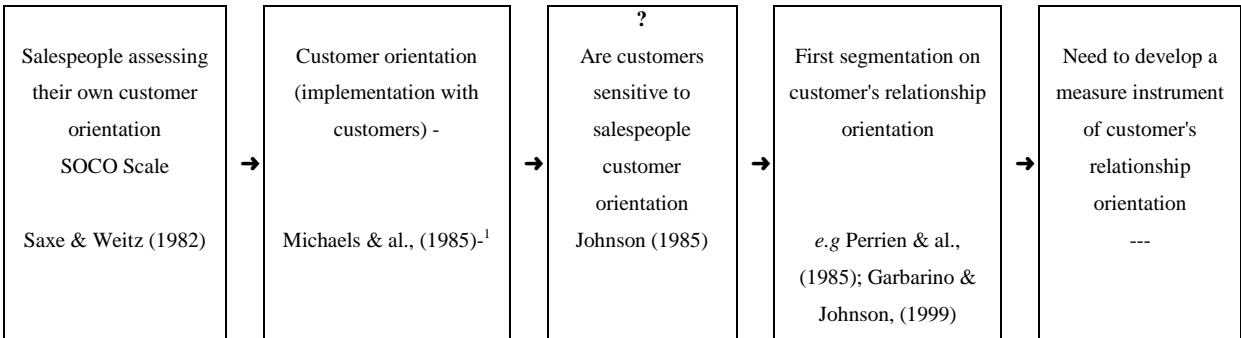 Salespeople assessing
their own customer
orientation
SOCO Scale
Saxe & Weitz (1982)
➜
Customer orientation
(implementation with
customers) -
Michaels & al., (1985)-1
➜
?
Are customers
sensitive to
salespeople
customer
orientation
Johnson (1985)
➜
First segmentation on
customer's relationship
orientation
e.g Perrien & al.,
(1985); Garbarino &
Johnson, (1999)
➜
Need to develop a
measure instrument
of customer's
relationship
orientation
---